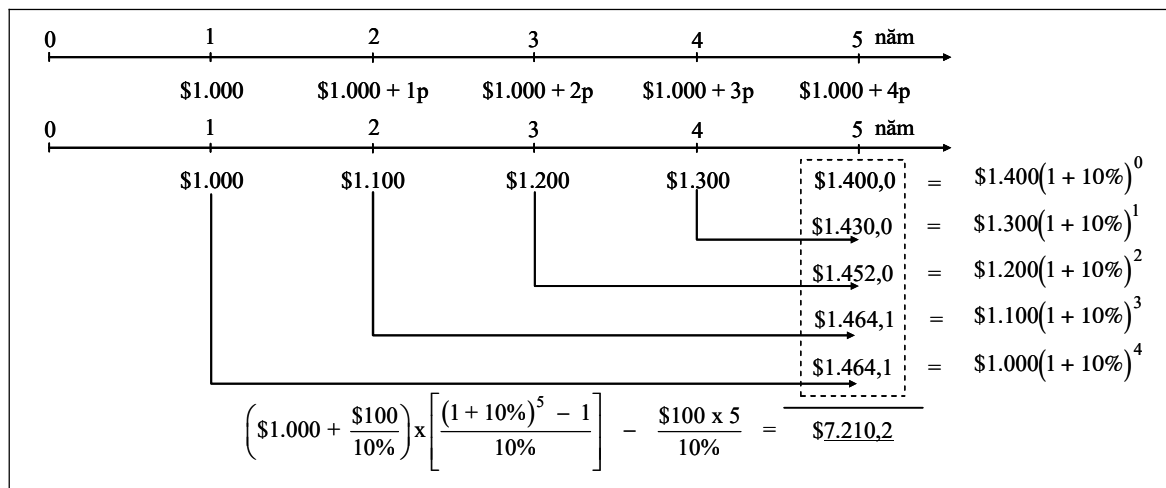 0 1 2 3 4 5 năm
$1.000 $1.000 + 1p $1.000 + 2p $1.000 + 3p $1.000 + 4p
0 1 2 3 4 5 năm
$1.000 $1.100 $1.200 $1.300 $1.400,0 = $1.400(1 + 10%)^0
$1.430,0 = $1.300(1 + 10%)^1
$1.452,0 = $1.200(1 + 10%)^2
$1.464,1 = $1.100(1 + 10%)^3
$1.464,1 = $1.000(1 + 10%)^4
($1.000 + $100/10%) x [((1 + 10%)^5 − 1)/10%] − ($100 x 5)/10% = $7.210,2